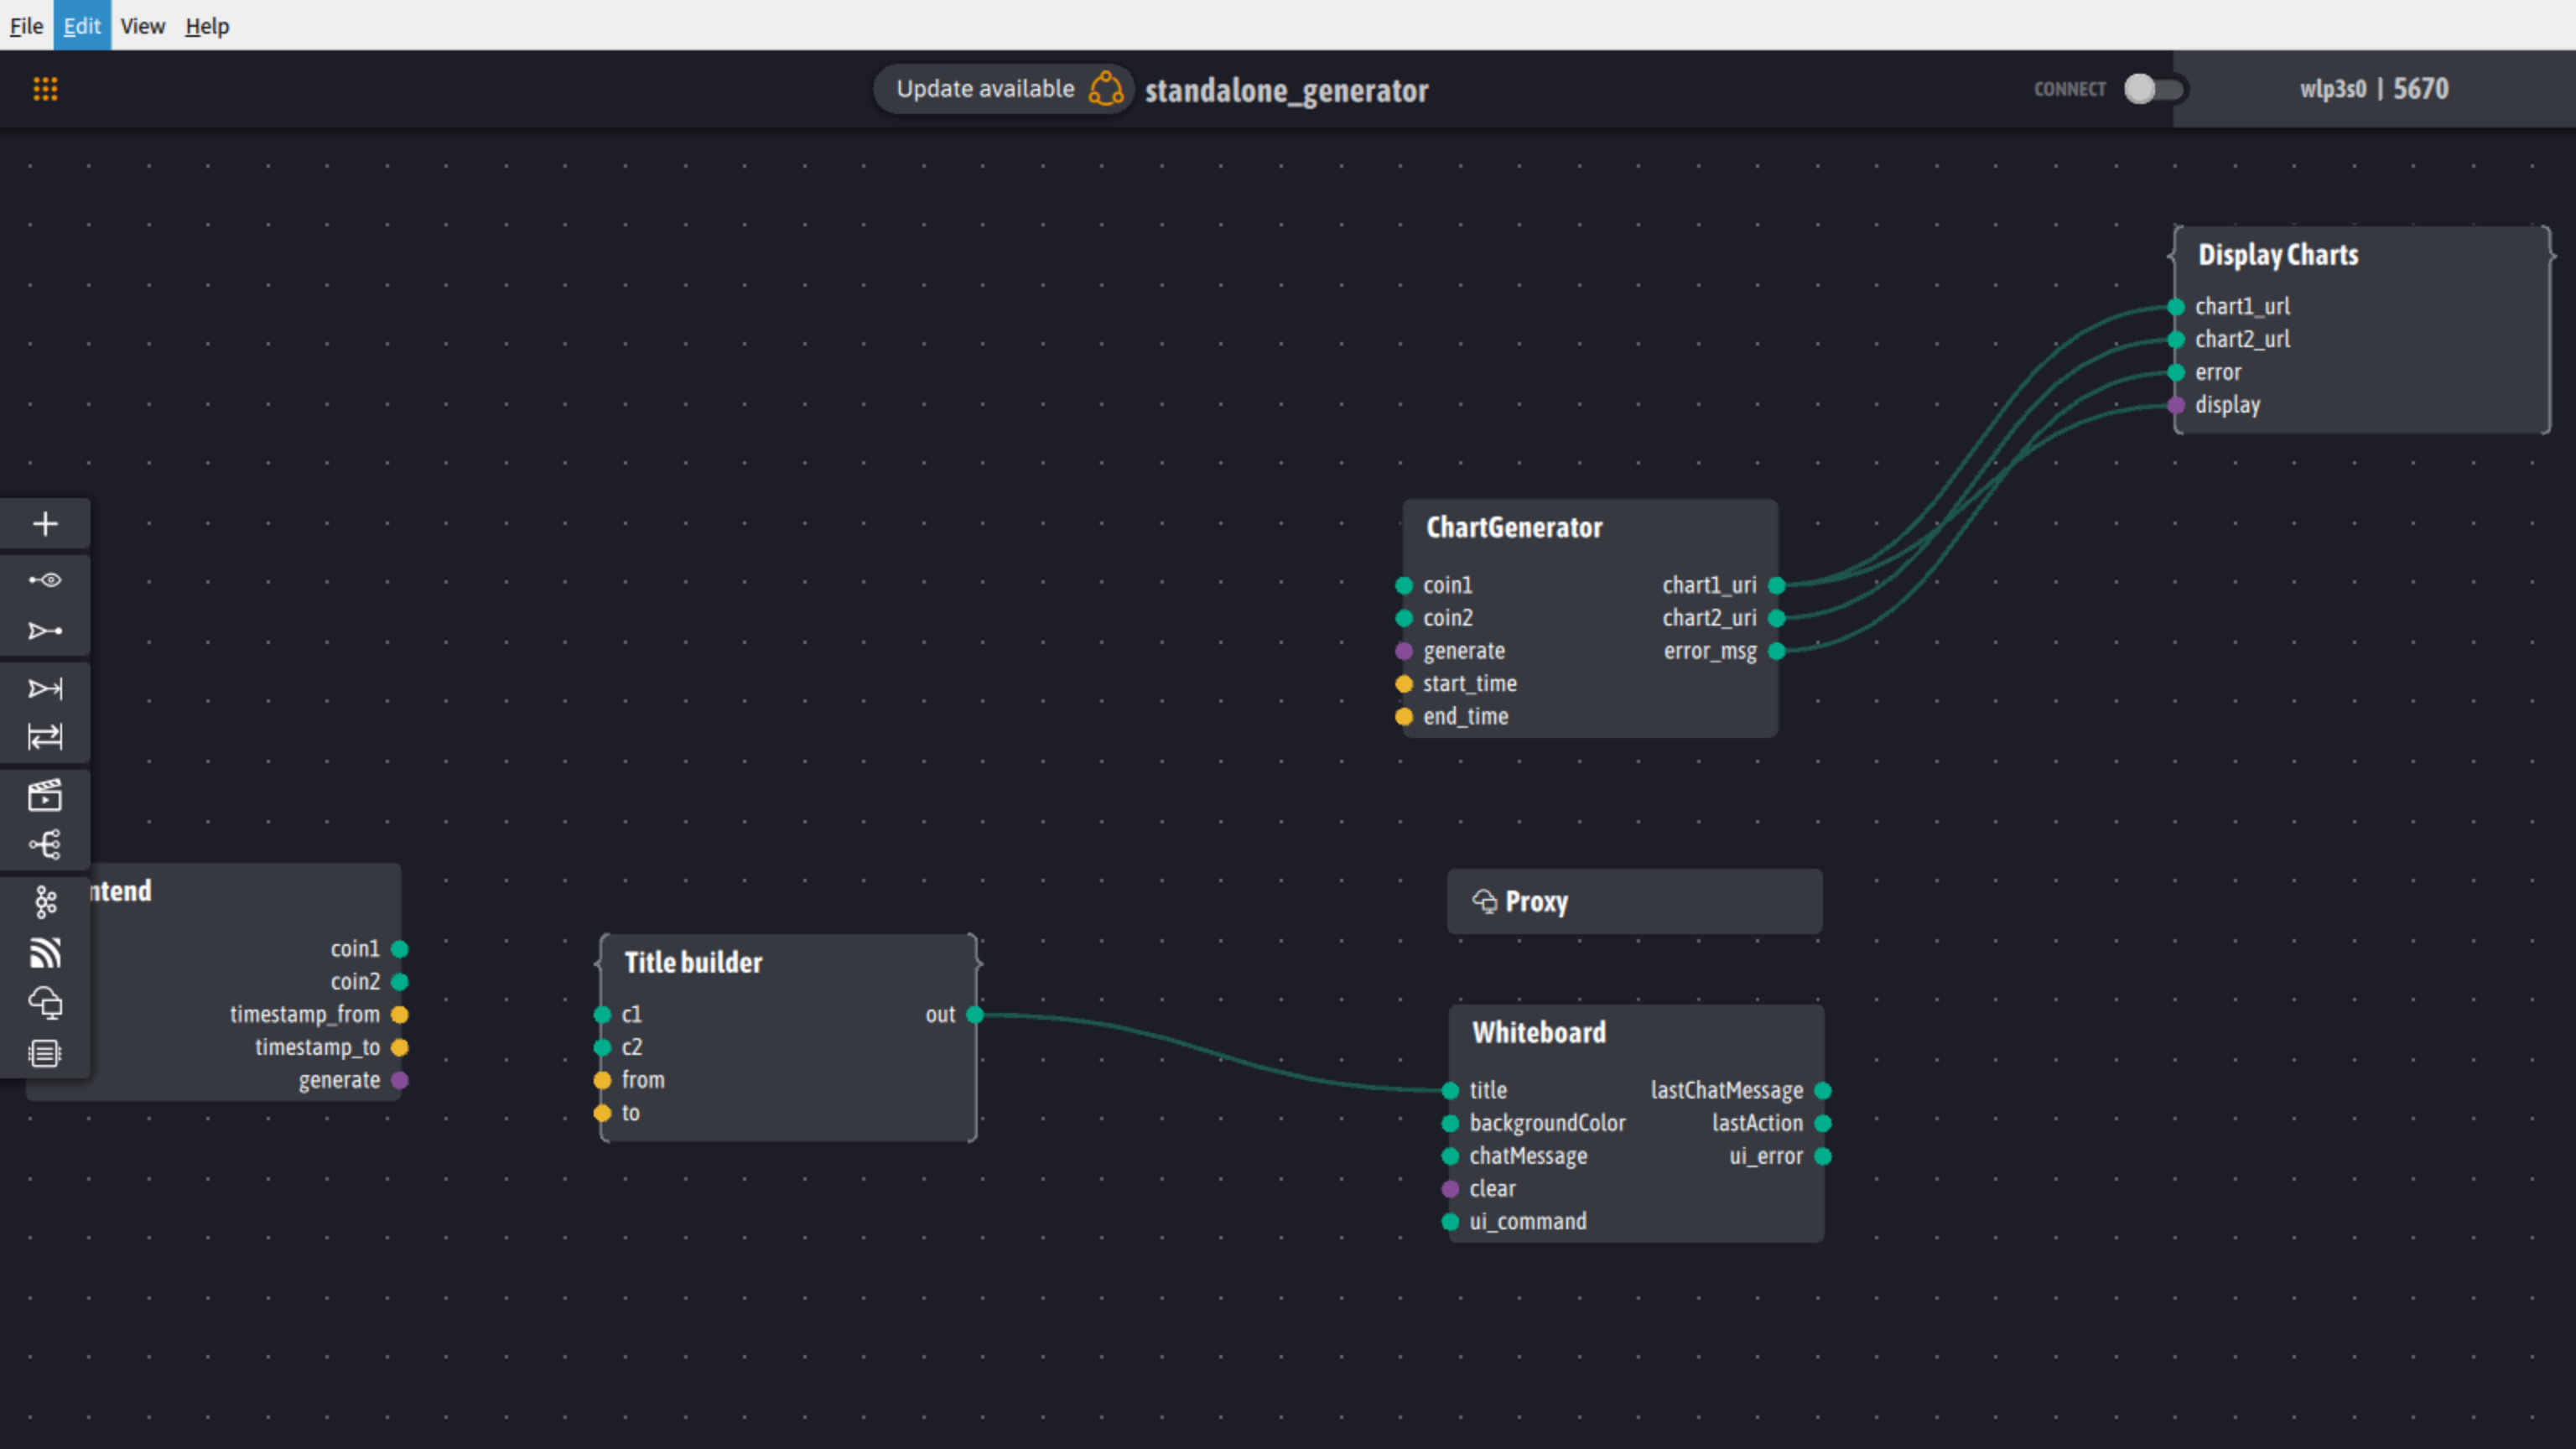 File Edit View Help
Update available standalone_generator CONNECT wlp3s0 | 5670
Display Charts
chart1_url
chart2_url
error
display
ChartGenerator
coin1 chart1_uri
coin2 chart2_uri
generate error_msg
start_time
end_time
ntend
coin1
coin2
timestamp_from
timestamp_to
generate
Title builder
c1 out
c2
from
to
Proxy
Whiteboard
title lastChatMessage
backgroundColor lastAction
chatMessage ui_error
clear
ui_command